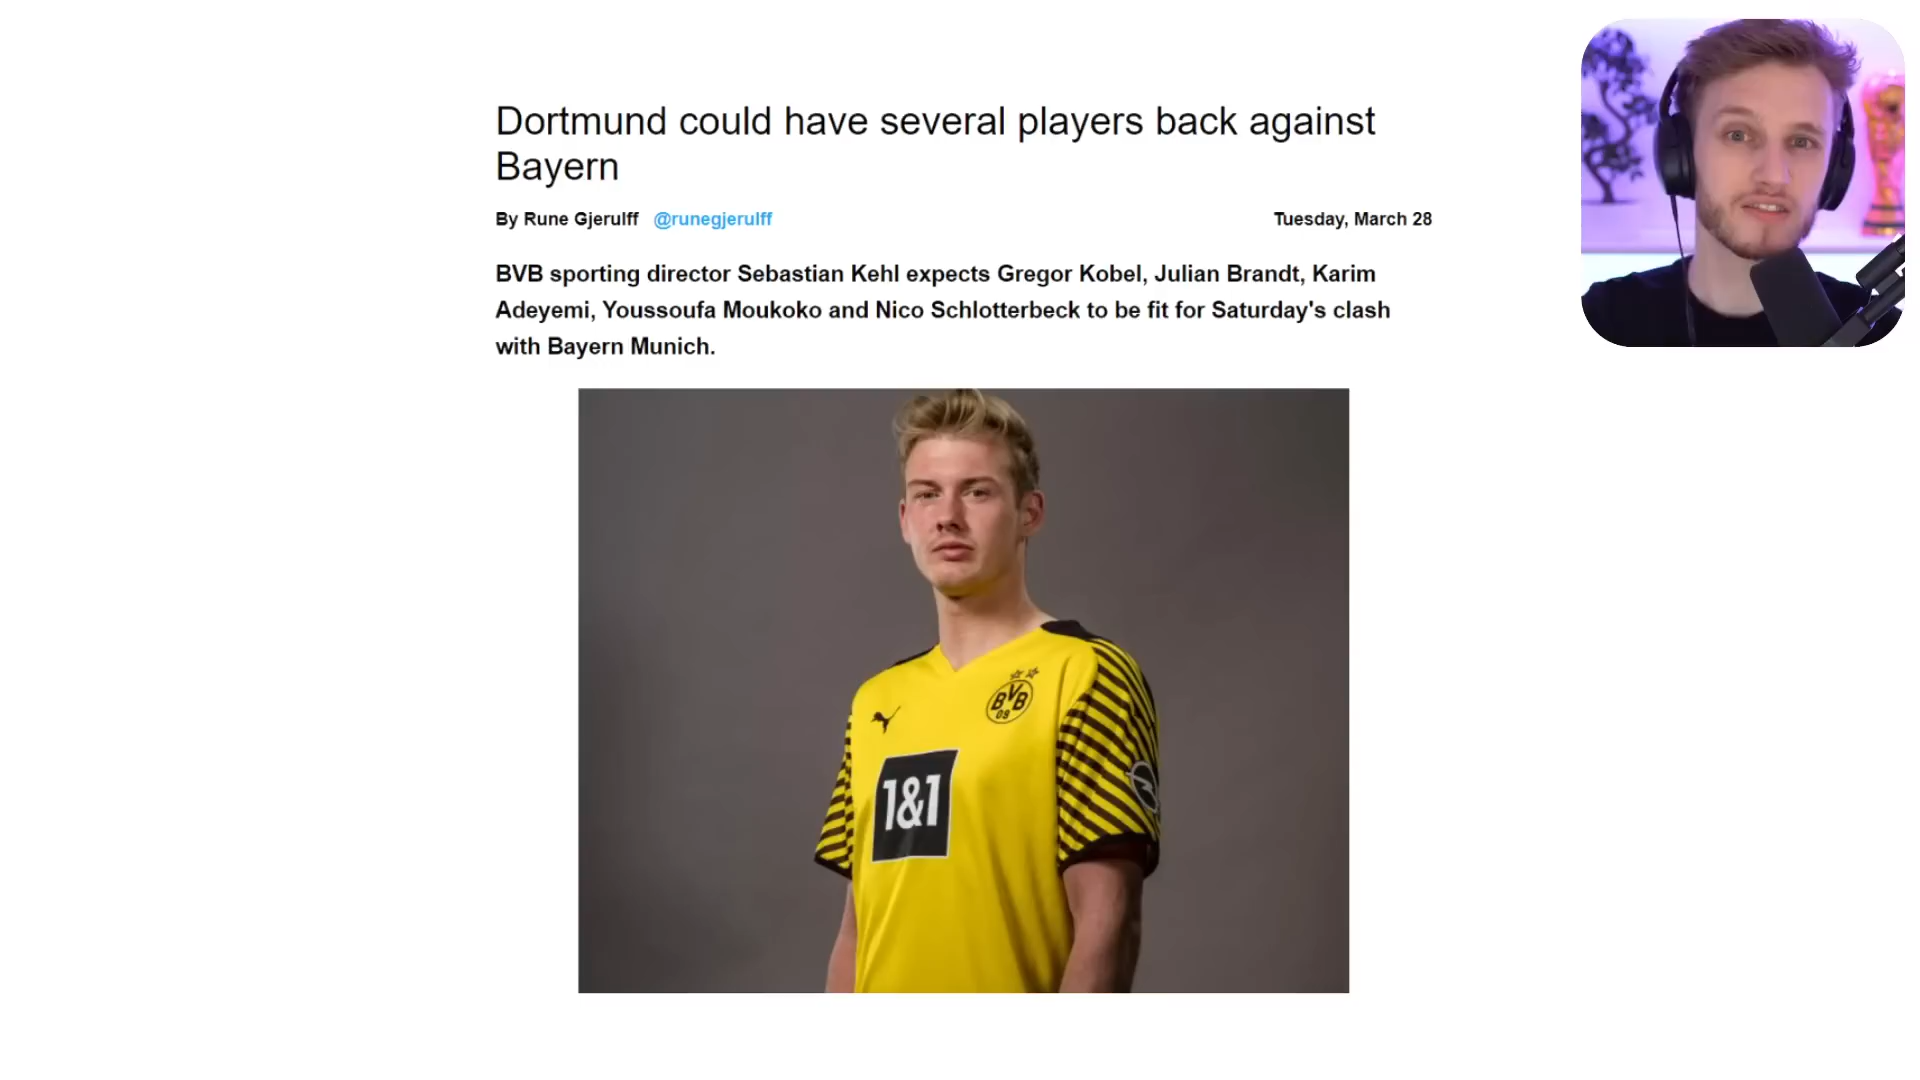 Dortmund could have several players back against
Bayern
By Rune Gjerulff @runegjerulff Tuesday, March 28
BVB sporting director Sebastian Kehl expects Gregor Kobel, Julian Brandt, Karim
Adeyemi, Youssoufa Moukoko and Nico Schlotterbeck to be fit for Saturday's clash
with Bayern Munich.
BVB
09
1&1